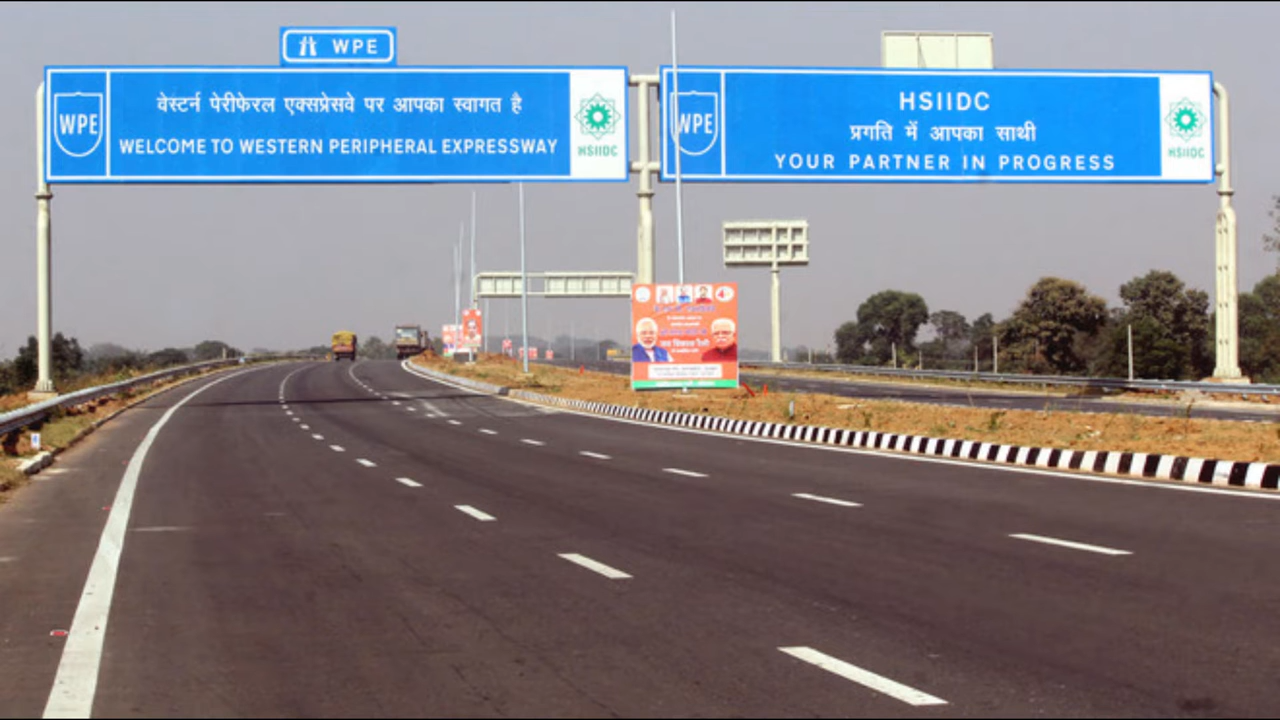 WPE
WPE
वेस्टर्न पेरीफेरल एक्सप्रेसवे पर आपका स्वागत है
WELCOME TO WESTERN PERIPHERAL EXPRESSWAY
HSIIDC
WPE
HSIIDC
प्रगति में आपका साथी
YOUR PARTNER IN PROGRESS
HSIIDC